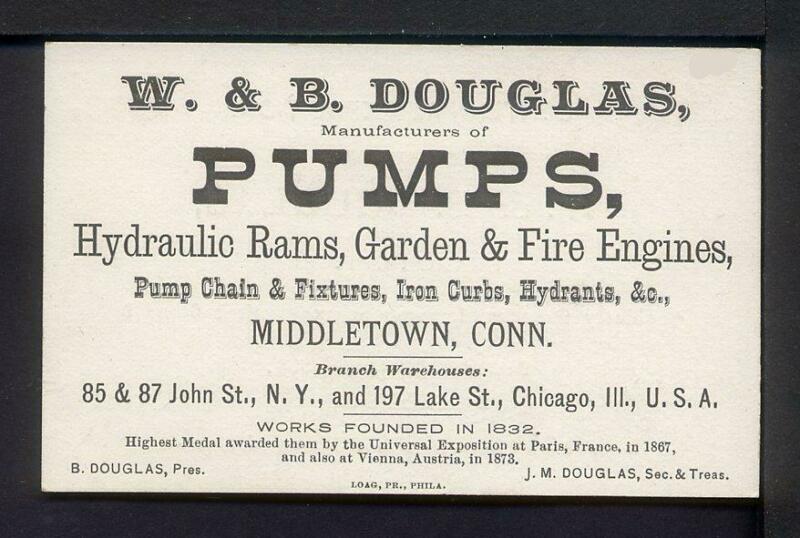 W. & B. DOUGLAS,
Manufacturers of
PUMPS,
Hydraulic Rams, Garden & Fire Engines,
Pump Chain & Fixtures, Iron Curbs, Hydrants, &c.,
MIDDLETOWN, CONN.
Branch Warehouses:
85 & 87 John St., N. Y., and 197 Lake St., Chicago, Ill., U. S. A.
WORKS FOUNDED IN 1832.
Highest Medal awarded them by the Universal Exposition at Paris, France, in 1867,
and also at Vienna, Austria, in 1873.
B. DOUGLAS, Pres.
J. M. DOUGLAS, Sec. & Treas.
LOAG, PR., PHILA.